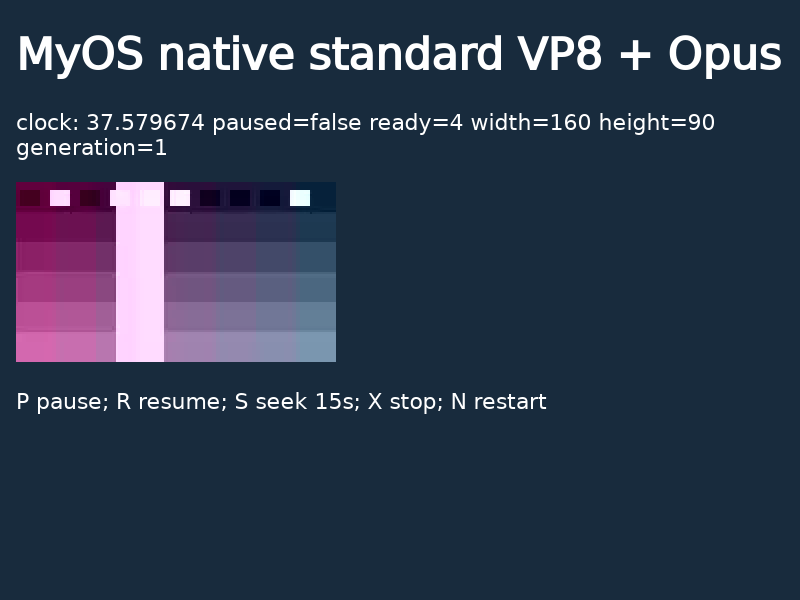 MyOS native standard VP8 + Opus
clock: 37.579674 paused=false ready=4 width=160 height=90
generation=1
P pause; R resume; S seek 15s; X stop; N restart